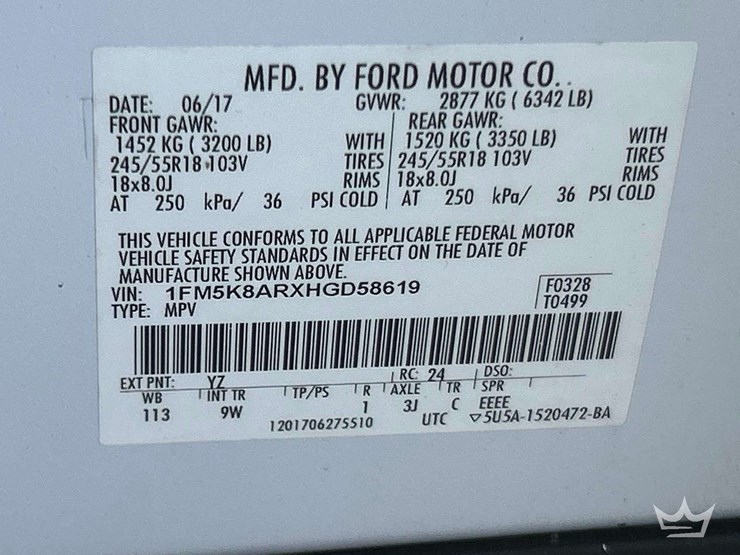 MFD. BY FORD MOTOR CO..
DATE: 06/17 GVWR: 2877 KG ( 6342 LB)
FRONT GAWR: REAR GAWR:
1452 KG ( 3200 LB) WITH 1520 KG ( 3350 LB) WITH
245/55R18 103V TIRES 245/55R18 103V TIRES
18x8.0J RIMS 18x8.0J RIMS
AT 250 kPa/ 36 PSI COLD AT 250 kPa/ 36 PSI COLD
THIS VEHICLE CONFORMS TO ALL APPLICABLE FEDERAL MOTOR
VEHICLE SAFETY STANDARDS IN EFFECT ON THE DATE OF
MANUFACTURE SHOWN ABOVE.
VIN: 1FM5K8ARXHGD58619 F0328
TYPE: MPV T0499
EXT PNT: YZ RC: 24 DSO:
WB INT TR TP/PS R AXLE TR SPR
113 9W 1 3J C EEEE
1201706275510 UTC ▽5U5A-1520472-BA